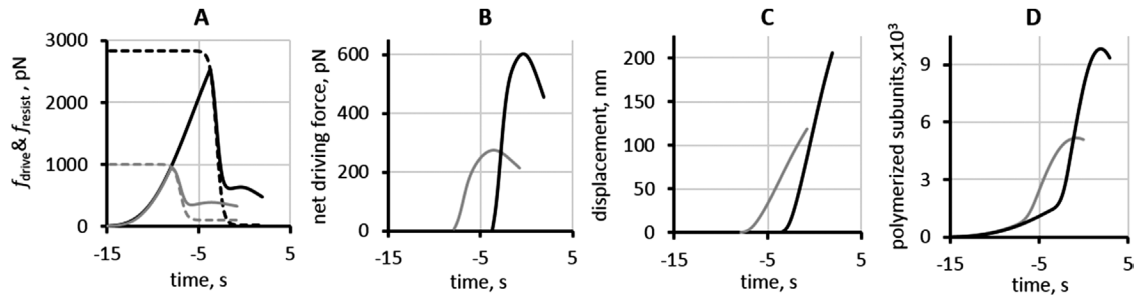 A
B
C
D
fdrive& fresist , pN
3000
2000
1000
0
-15
-5
5
time, s
net driving force, pN
600
400
200
0
-15
-5
5
time, s
displacement, nm
200
150
100
50
0
-15
-5
5
time, s
polymerized subunits,x10³
9
6
3
0
-15
-5
5
time, s